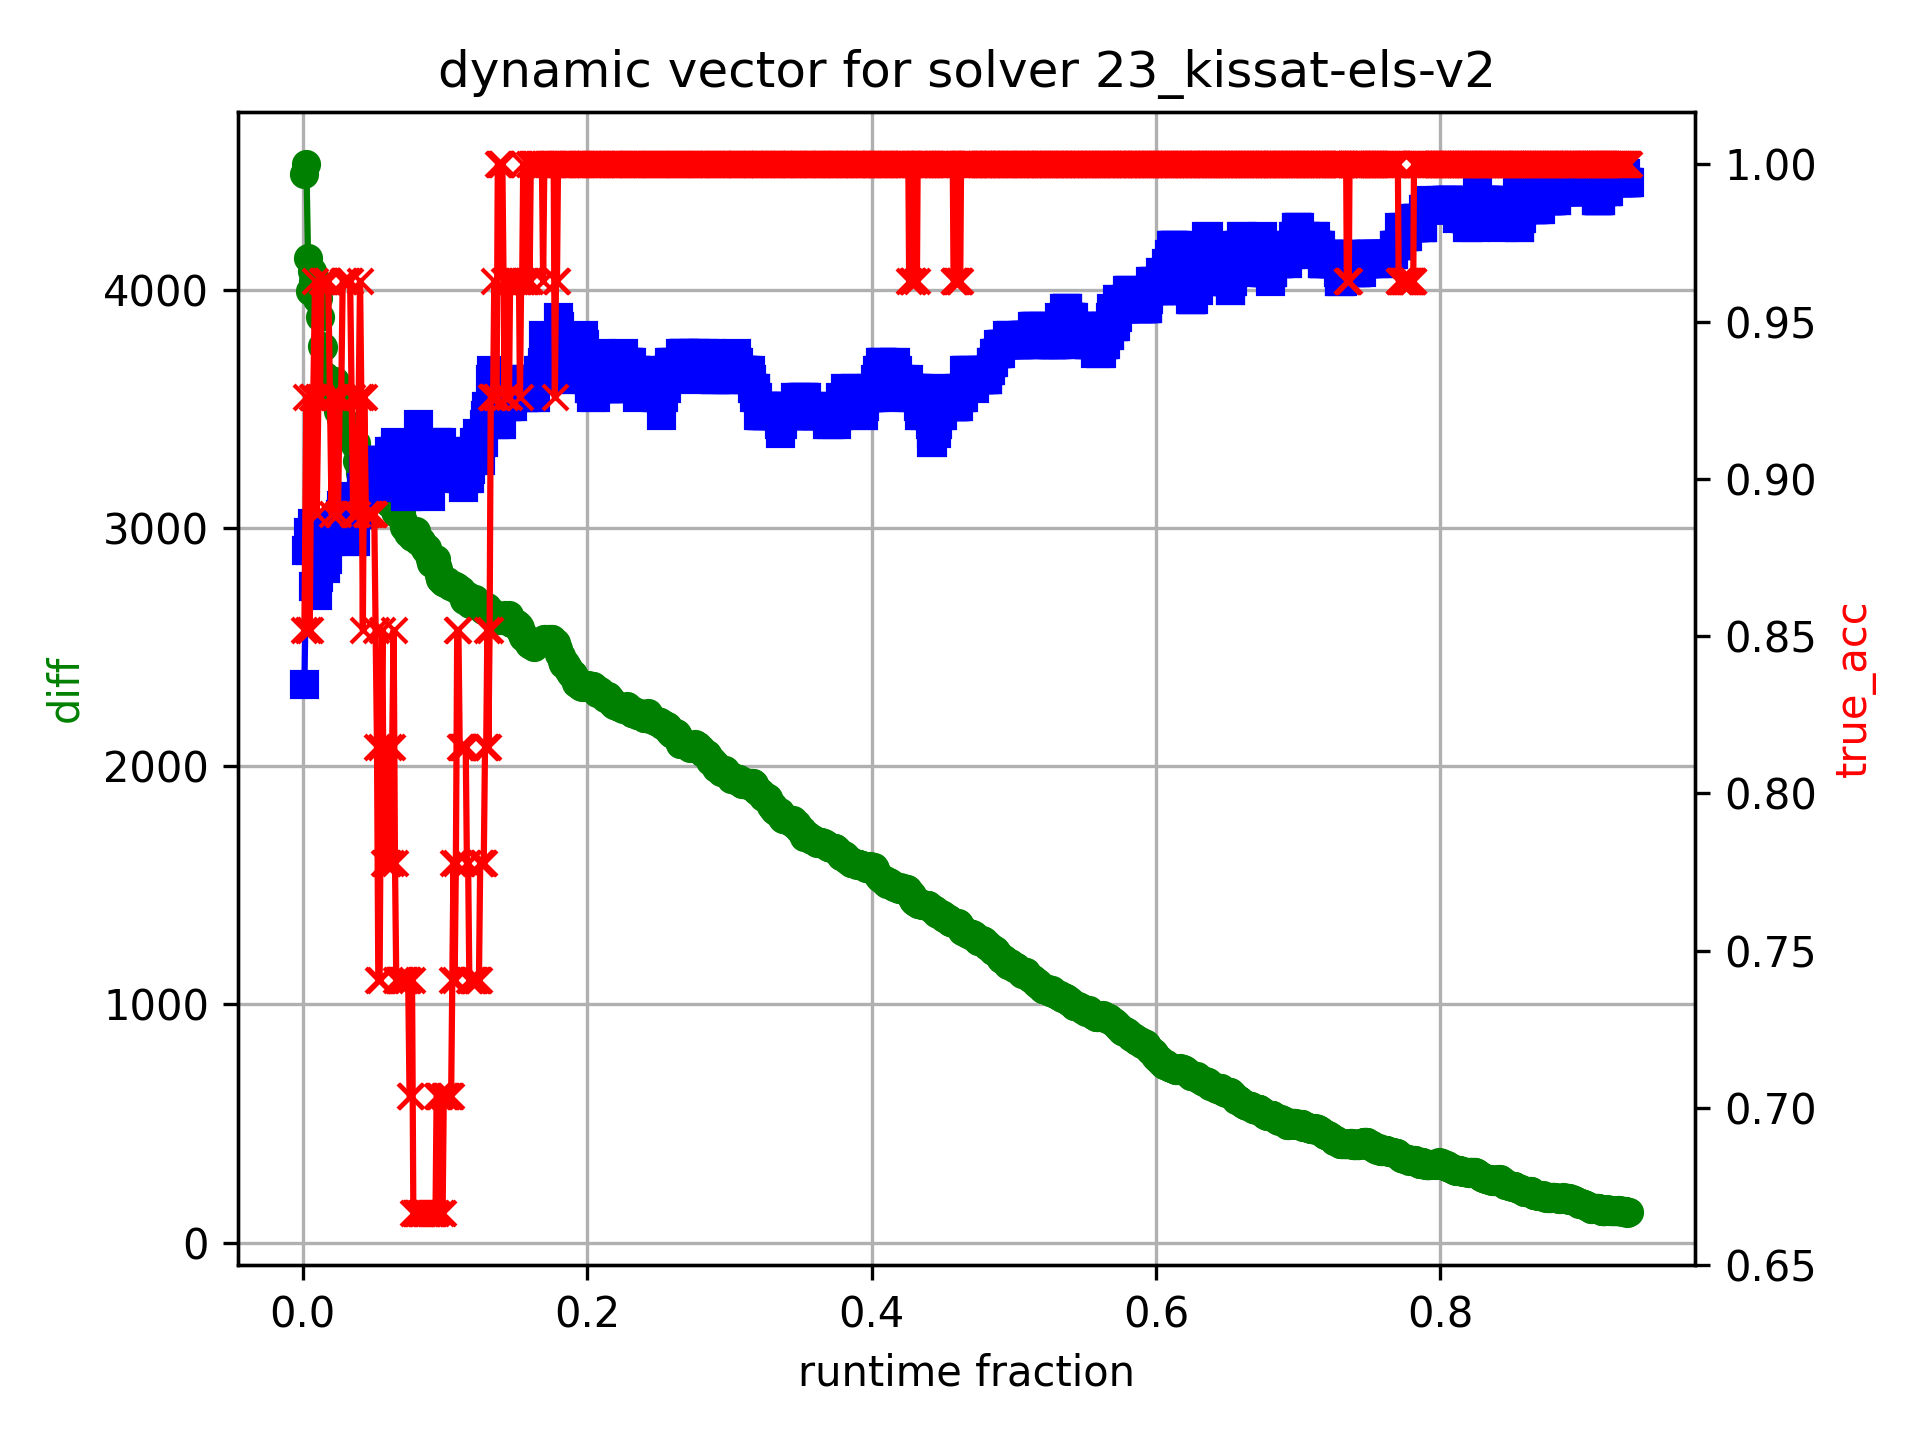 dynamic vector for solver 23_kissat-els-v2
4000
3000
2000
1000
0
diff
1.00
0.95
0.90
0.85
0.80
0.75
0.70
0.65
true_acc
0.0 0.2 0.4 0.6 0.8
runtime fraction